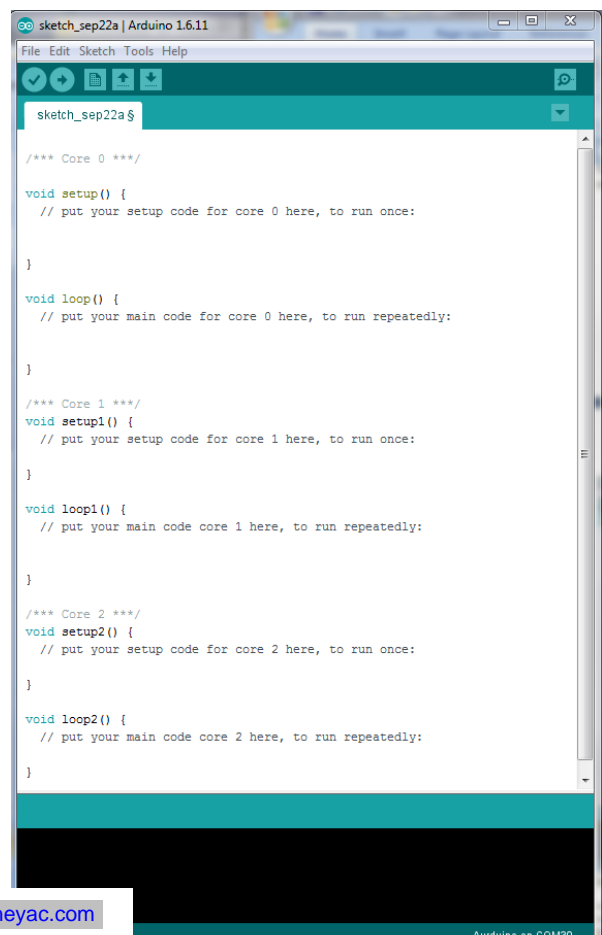 sketch_sep22a | Arduino 1.6.11
File Edit Sketch Tools Help
sketch_sep22a §
/*** Core 0 ***/
void setup() {
// put your setup code for core 0 here, to run once:
}
void loop() {
// put your main code for core 0 here, to run repeatedly:
}
/*** Core 1 ***/
void setup1() {
// put your setup code for core 1 here, to run once:
}
void loop1() {
// put your main code core 1 here, to run repeatedly:
}
/*** Core 2 ***/
void setup2() {
// put your setup code for core 2 here, to run once:
}
void loop2() {
// put your main code core 2 here, to run repeatedly:
}
heyac.com
on COM30